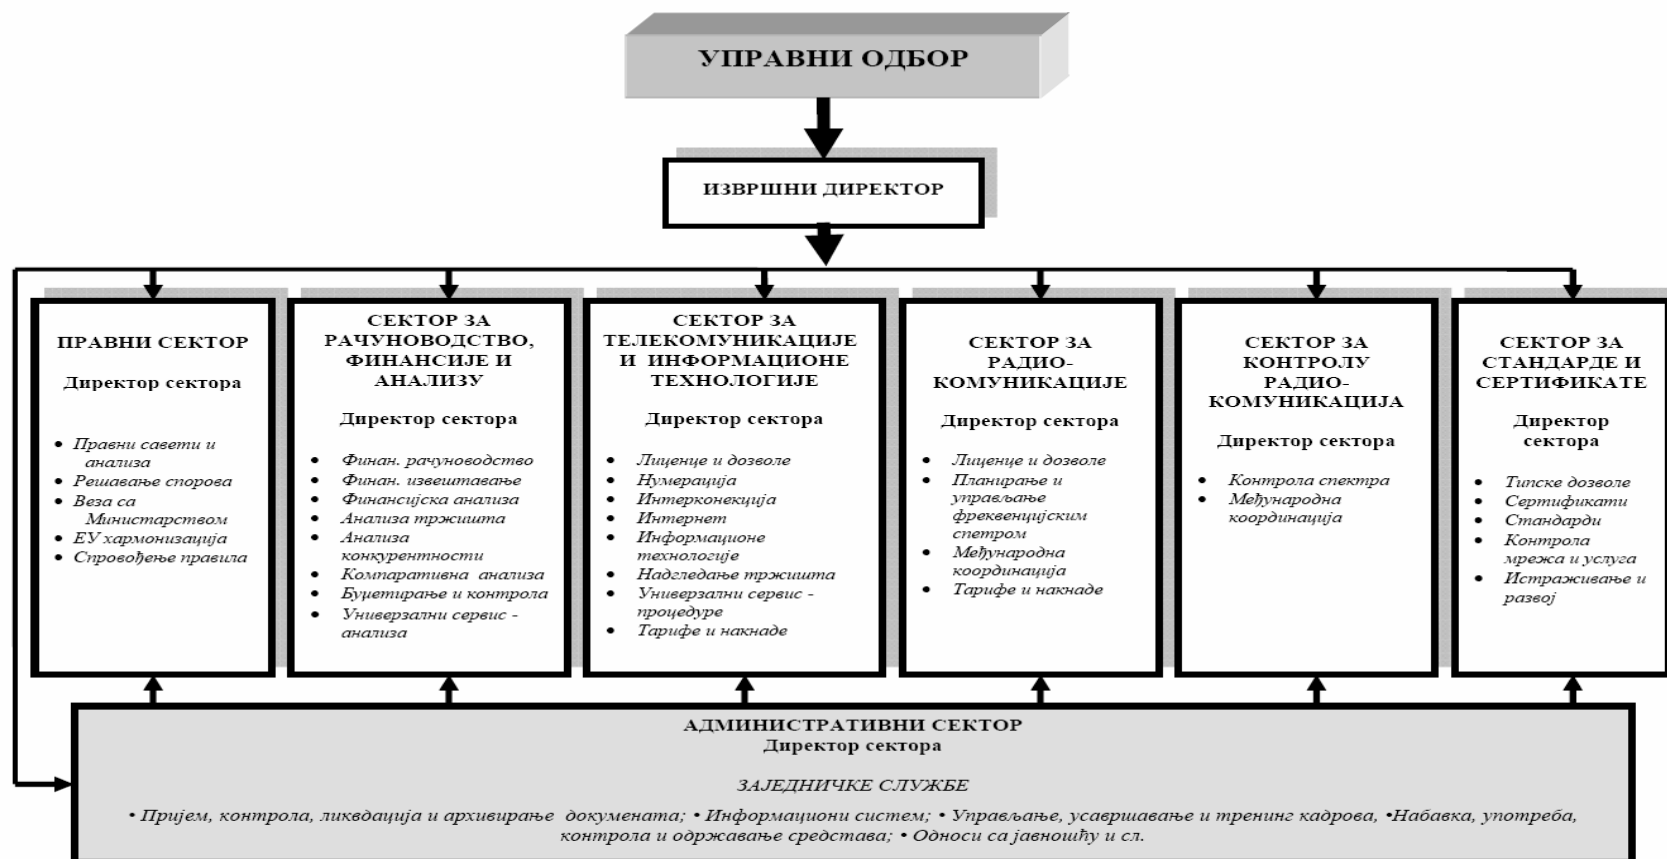 УПРАВНИ ОДБОР
ИЗВРШНИ ДИРЕКТОР
ПРАВНИ СЕКТОР
Директор сектора
• Правни савети и
анализа
• Решавање спорова
• Веза са
Министарством
• ЕУ хармонизација
• Спровођење правила
СЕКТОР ЗА
РАЧУНОВОДСТВО,
ФИНАНСИЈЕ И
АНАЛИЗУ
Директор сектора
• Финан. рачуноводство
• Финан. извештавање
• Финансијска анализа
• Анализа тржишта
• Анализа
конкурентности
• Компаративна анализа
• Буџетирање и контрола
• Универзални сервис -
анализа
СЕКТОР ЗА
ТЕЛЕКОМУНИКАЦИЈЕ
И ИНФОРМАЦИОНЕ
ТЕХНОЛОГИЈЕ
Директор сектора
• Лиценце и дозволе
• Нумерација
• Интерконекција
• Интернет
• Информационе
технологије
• Надгледање тржишта
• Универзални сервис -
процедуре
• Тарифе и накнаде
СЕКТОР ЗА
РАДИО-
КОМУНИКАЦИЈЕ
Директор сектора
• Лиценце и дозволе
• Планирање и
управљање
фреквенцијским
спетром
• Међународна
координација
• Тарифе и накнаде
СЕКТОР ЗА
КОНТРОЛУ
РАДИО-
КОМУНИКАЦИЈА
Директор сектора
• Контрола спектра
• Међународна
координација
СЕКТОР ЗА
СТАНДАРДЕ И
СЕРТИФИКАТЕ
Директор
сектора
• Типске дозволе
• Сертификати
• Стандарди
• Контрола
мрежа и услуга
• Истраживање и
развој
АДМИНИСТРАТИВНИ СЕКТОР
Директор сектора
ЗАЈЕДНИЧКЕ СЛУЖБЕ
• Пријем, контрола, ликвдација и архивирање документа; • Информациони систем; • Управљање, усавршавање и тренинг кадрова, •Набавка, употреба,
контрола и одржавање средстава; • Односи са јавношћу и сл.